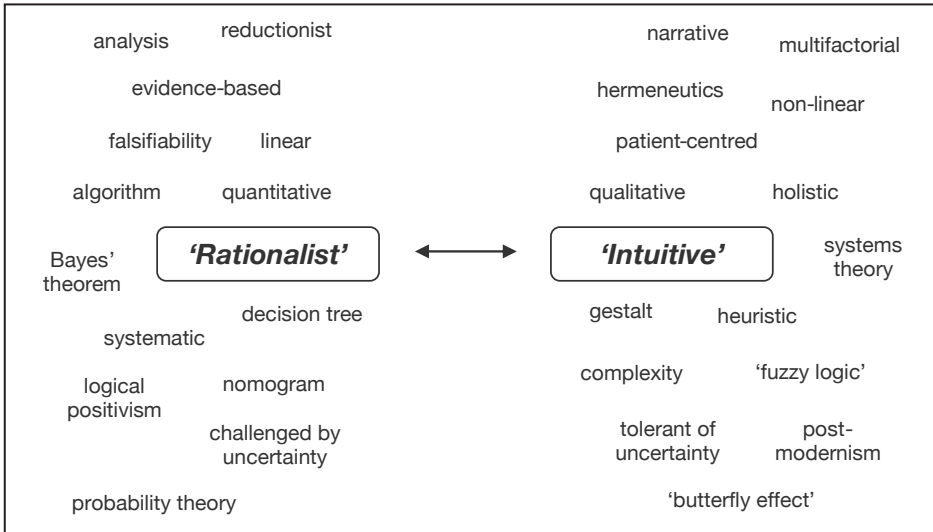 analysis
reductionist
evidence-based
falsifiability
linear
algorithm
quantitative
'Rationalist'
Bayes'
theorem
decision tree
systematic
logical
positivism
nomogram
challenged by
uncertainty
probability theory
narrative
multifactorial
hermeneutics
non-linear
patient-centred
qualitative
holistic
'Intuitive'
systems
theory
gestalt
heuristic
complexity
‘fuzzy logic’
tolerant of
uncertainty
post-
modernism
‘butterfly effect’